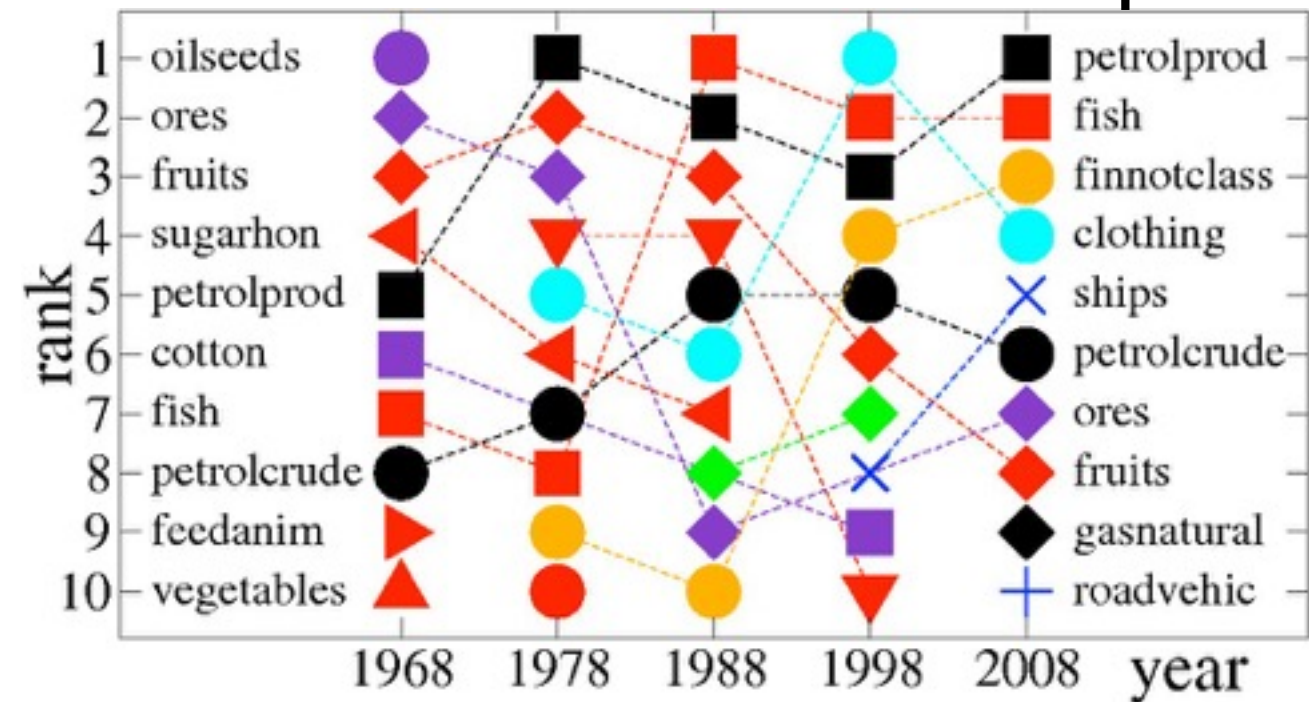 1 oilseeds petrolprod
2 ores fish
3 fruits finnotclass
4 sugarhon clothing
5 petrolprod ships
6 cotton petrolcrude
7 fish ores
8 petrolcrude fruits
9 feedanim gasnatural
10 vegetables roadvehic
rank
1968 1978 1988 1998 2008 year